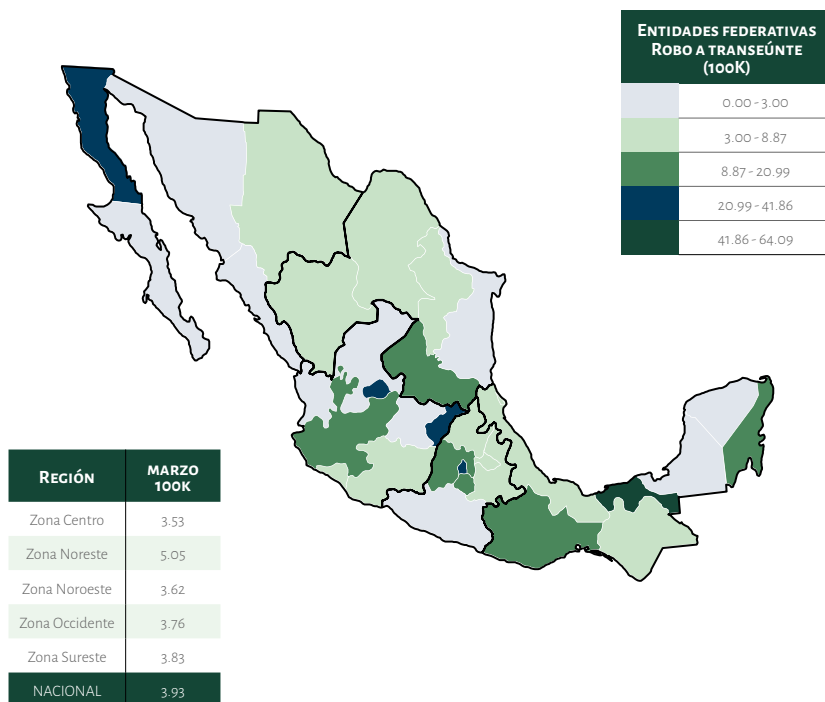 Entidades federativas
Robo a transeúnte
(100K)
0.00 - 3.00
3.00 - 8.87
8.87 - 20.99
20.99 - 41.86
41.86 - 64.09
Región marzo
100K
Zona Centro 3.53
Zona Noreste 5.05
Zona Noroeste 3.62
Zona Occidente 3.76
Zona Sureste 3.83
NACIONAL 3.93